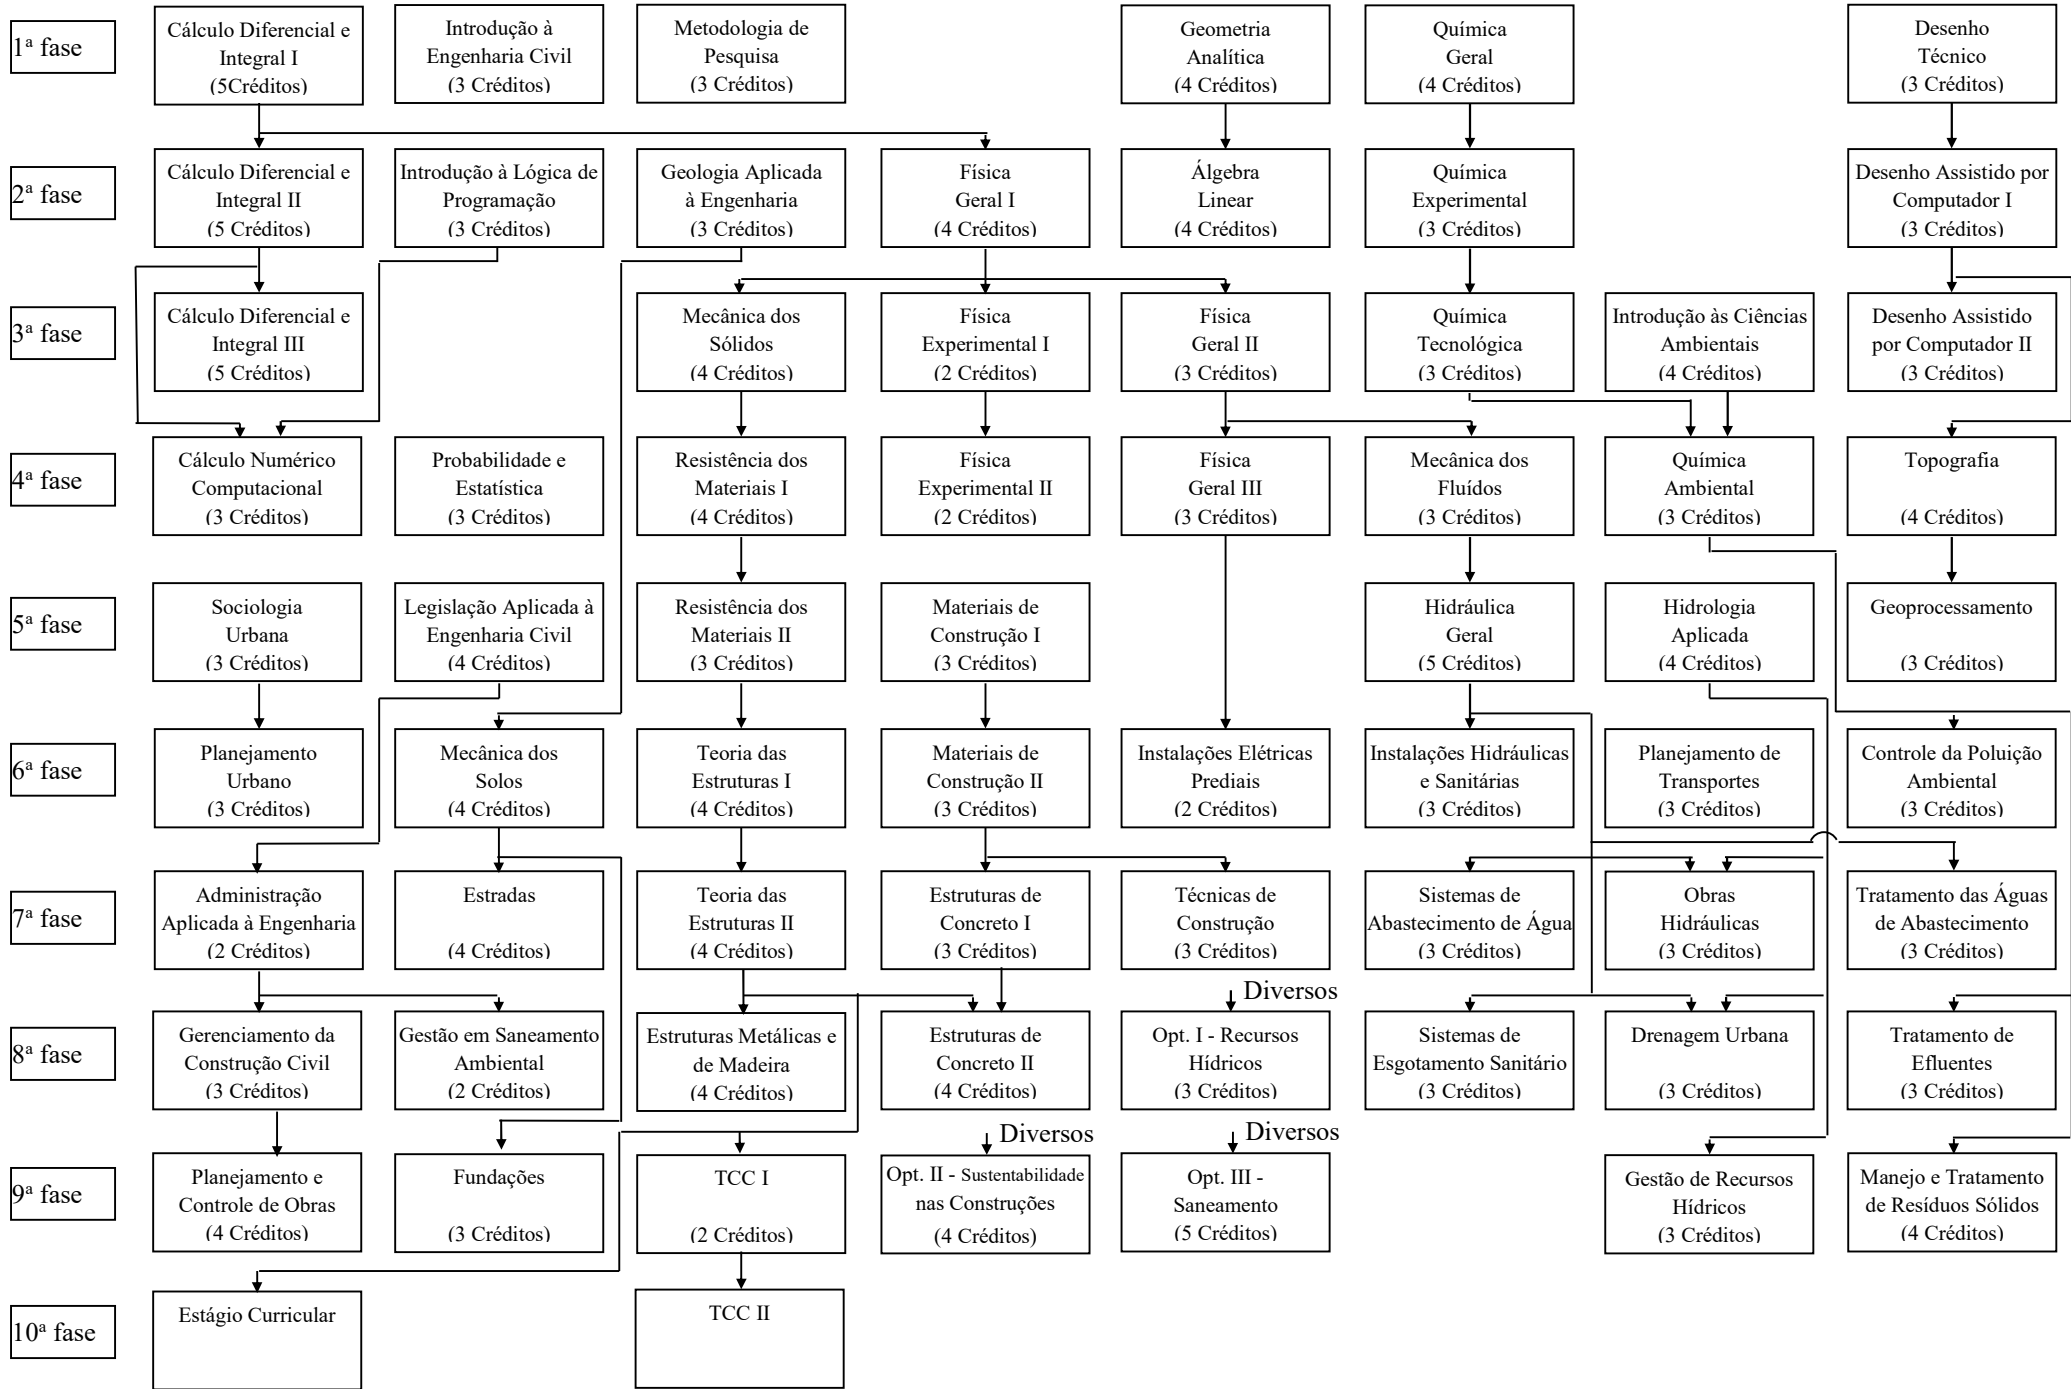 1ª fase
Cálculo Diferencial e
Integral I
(5Créditos)
Introdução à
Engenharia Civil
(3 Créditos)
Metodologia de
Pesquisa
(3 Créditos)
Geometria
Analítica
(4 Créditos)
Química
Geral
(4 Créditos)
Desenho
Técnico
(3 Créditos)
2ª fase
Cálculo Diferencial e
Integral II
(5 Créditos)
Introdução à Lógica de
Programação
(3 Créditos)
Geologia Aplicada
à Engenharia
(3 Créditos)
Física
Geral I
(4 Créditos)
Álgebra
Linear
(4 Créditos)
Química
Experimental
(3 Créditos)
Desenho Assistido por
Computador I
(3 Créditos)
3ª fase
Cálculo Diferencial e
Integral III
(5 Créditos)
Mecânica dos
Sólidos
(4 Créditos)
Física
Experimental I
(2 Créditos)
Física
Geral II
(3 Créditos)
Química
Tecnológica
(3 Créditos)
Introdução às Ciências
Ambientais
(4 Créditos)
Desenho Assistido
por Computador II
(3 Créditos)
4ª fase
Cálculo Numérico
Computacional
(3 Créditos)
Probabilidade e
Estatística
(3 Créditos)
Resistência dos
Materiais I
(4 Créditos)
Física
Experimental II
(2 Créditos)
Física
Geral III
(3 Créditos)
Mecânica dos
Fluídos
(3 Créditos)
Química
Ambiental
(3 Créditos)
Topografia
(4 Créditos)
5ª fase
Sociologia
Urbana
(3 Créditos)
Legislação Aplicada à
Engenharia Civil
(4 Créditos)
Resistência dos
Materiais II
(3 Créditos)
Materiais de
Construção I
(3 Créditos)
Hidráulica
Geral
(5 Créditos)
Hidrologia
Aplicada
(4 Créditos)
Geoprocessamento
(3 Créditos)
6ª fase
Planejamento
Urbano
(3 Créditos)
Mecânica dos
Solos
(4 Créditos)
Teoria das
Estruturas I
(4 Créditos)
Materiais de
Construção II
(3 Créditos)
Instalações Elétricas
Prediais
(2 Créditos)
Instalações Hidráulicas
e Sanitárias
(3 Créditos)
Planejamento de
Transportes
(3 Créditos)
Controle da Poluição
Ambiental
(3 Créditos)
7ª fase
Administração
Aplicada à Engenharia
(2 Créditos)
Estradas
(4 Créditos)
Teoria das
Estruturas II
(4 Créditos)
Estruturas de
Concreto I
(3 Créditos)
Técnicas de
Construção
(3 Créditos)
Sistemas de
Abastecimento de Água
(3 Créditos)
Obras
Hidráulicas
(3 Créditos)
Tratamento das Águas
de Abastecimento
(3 Créditos)
Diversos
8ª fase
Gerenciamento da
Construção Civil
(3 Créditos)
Gestão em Saneamento
Ambiental
(2 Créditos)
Estruturas Metálicas e
de Madeira
(4 Créditos)
Estruturas de
Concreto II
(4 Créditos)
Opt. I - Recursos
Hídricos
(3 Créditos)
Sistemas de
Esgotamento Sanitário
(3 Créditos)
Drenagem Urbana
(3 Créditos)
Tratamento de
Efluentes
(3 Créditos)
Diversos
Diversos
9ª fase
Planejamento e
Controle de Obras
(4 Créditos)
Fundações
(3 Créditos)
TCC I
(2 Créditos)
Opt. II - Sustentabilidade
nas Construções
(4 Créditos)
Opt. III -
Saneamento
(5 Créditos)
Gestão de Recursos
Hídricos
(3 Créditos)
Manejo e Tratamento
de Resíduos Sólidos
(4 Créditos)
10ª fase
Estágio Curricular
TCC II